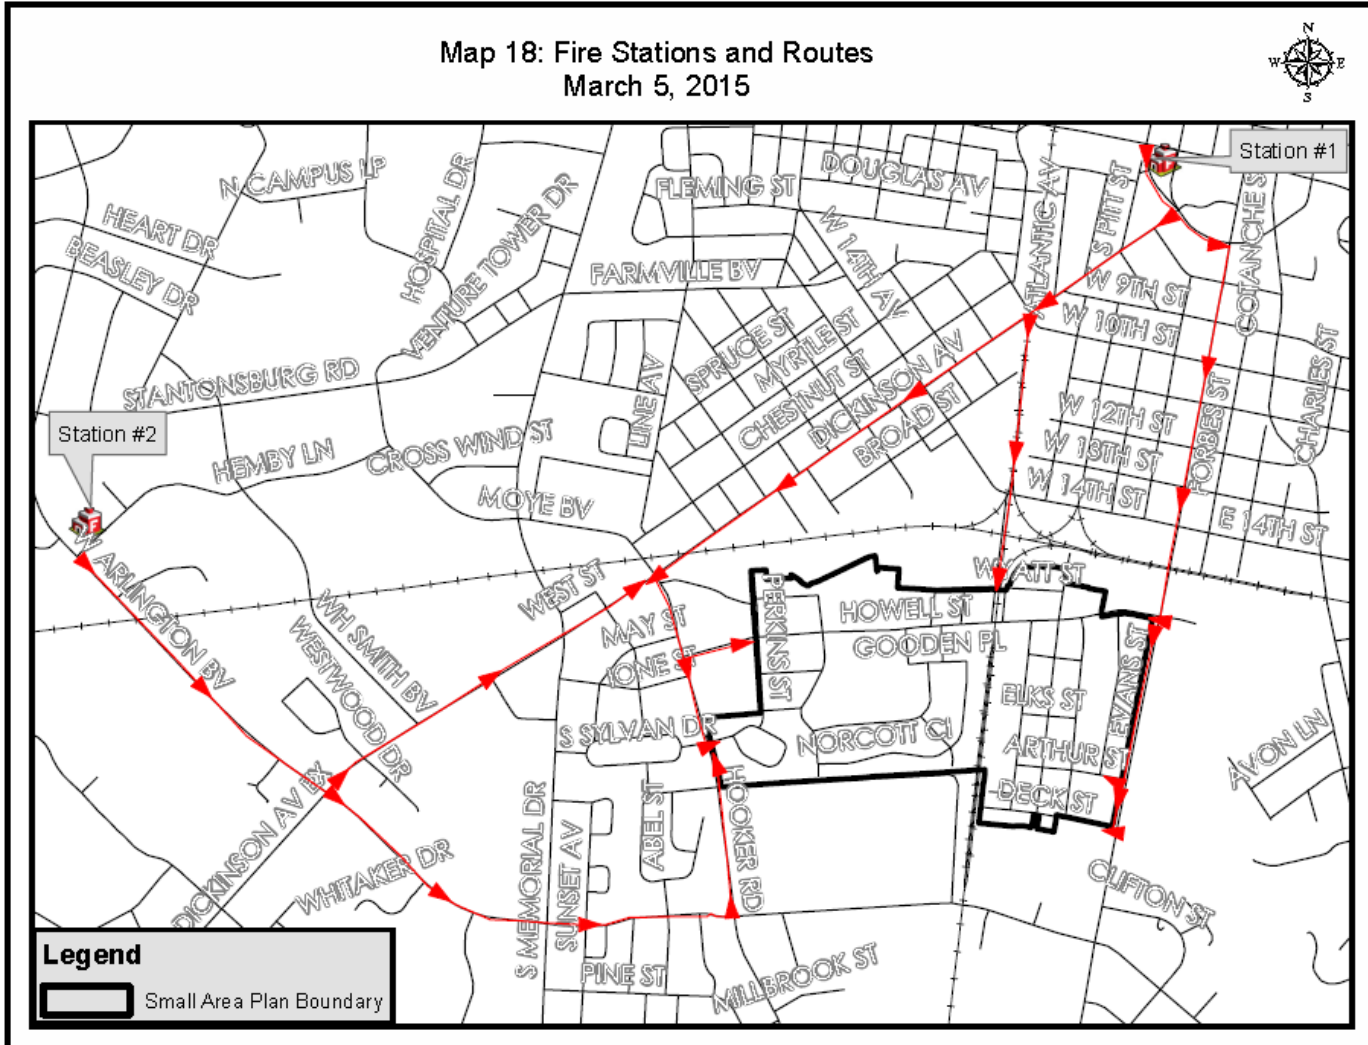 Map 18: Fire Stations and Routes
March 5, 2015
N
W E
S
Station #1
N CAMPUS LP
HEART DR
BEASLEY DR
HOSPITAL DR
VENTURE TOWER DR
FLEMING ST
DOUGLAS AV
ATLANTIC AV
S PITT ST
COTANCHE S
W 14TH AV
FARMVILLE BV
W 9TH ST
W 10TH ST
SPRUCE ST
MYRTLE ST
CHESTNUT ST
DICKINSON AV
BROAD ST
LINE AV
STANTONSBURG RD
Station #2
HEMBY LN
CROSS WIND ST
MOYE BV
W 12TH ST
W 13TH ST
W 14TH ST
FORBES ST
CHARLES ST
E 14TH ST
W ARLINGTON BV
WH SMITH BV
WESTWOOD DR
WEST ST
MAY ST
IONE ST
PERKINS ST
HOWELL ST
GOODEN PL
ELKS ST
EVANS ST
ARTHUR ST
DECK ST
S SYLVAN DR
NORCOTT CI
AVON LN
DICKINSON AV EX
WHITAKER DR
S MEMORIAL DR
SUNSET AV
ABEL ST
HOOKER RD
CLIFTON ST
PINE ST
MILLBROOK ST
Legend
Small Area Plan Boundary